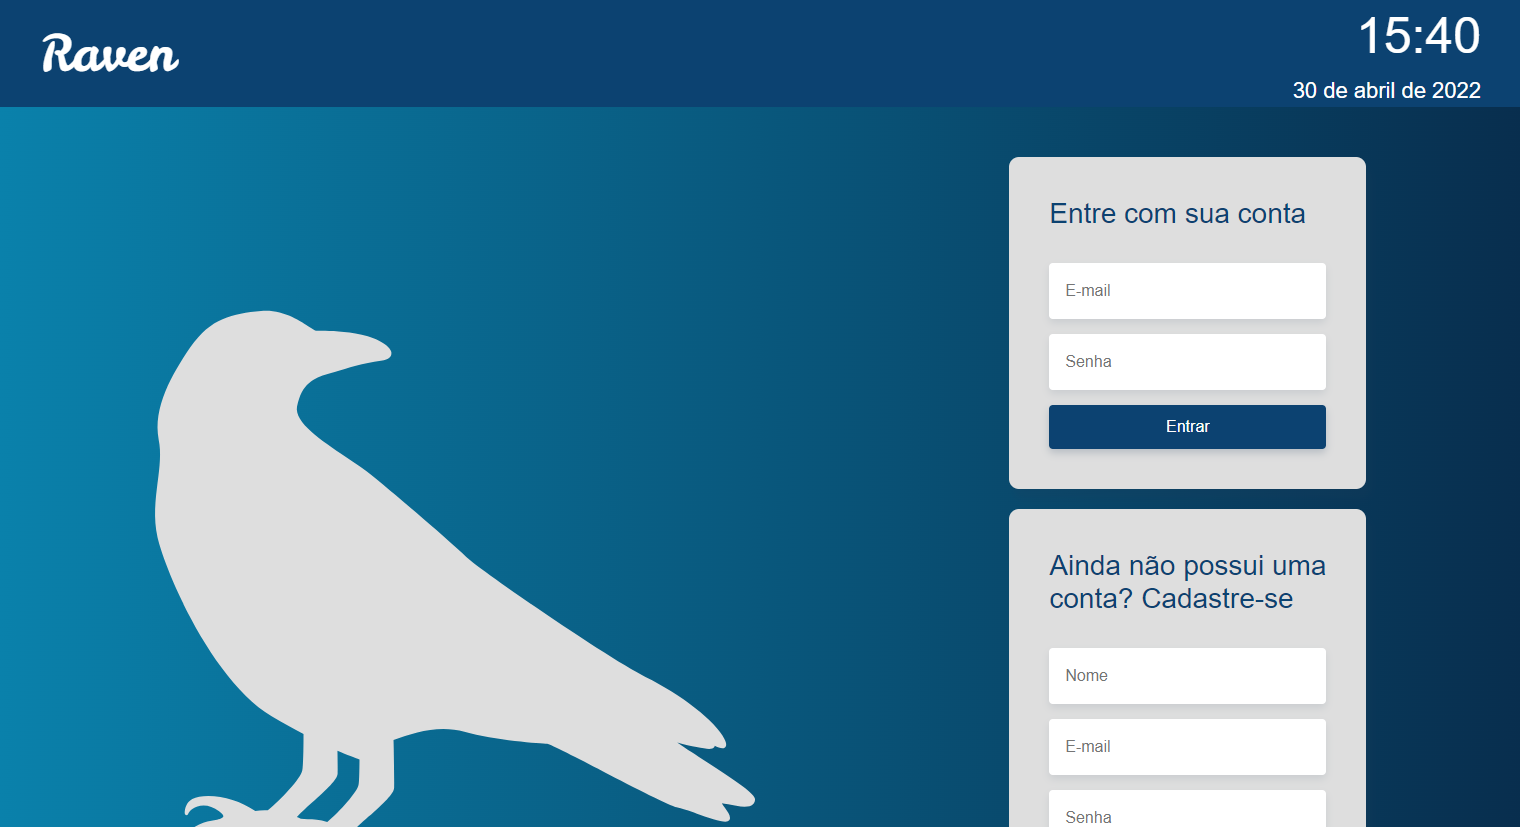 Raven
15:40
30 de abril de 2022
Entre com sua conta
E-mail
Senha
Entrar
Ainda não possui uma
conta? Cadastre-se
Nome
E-mail
Senha